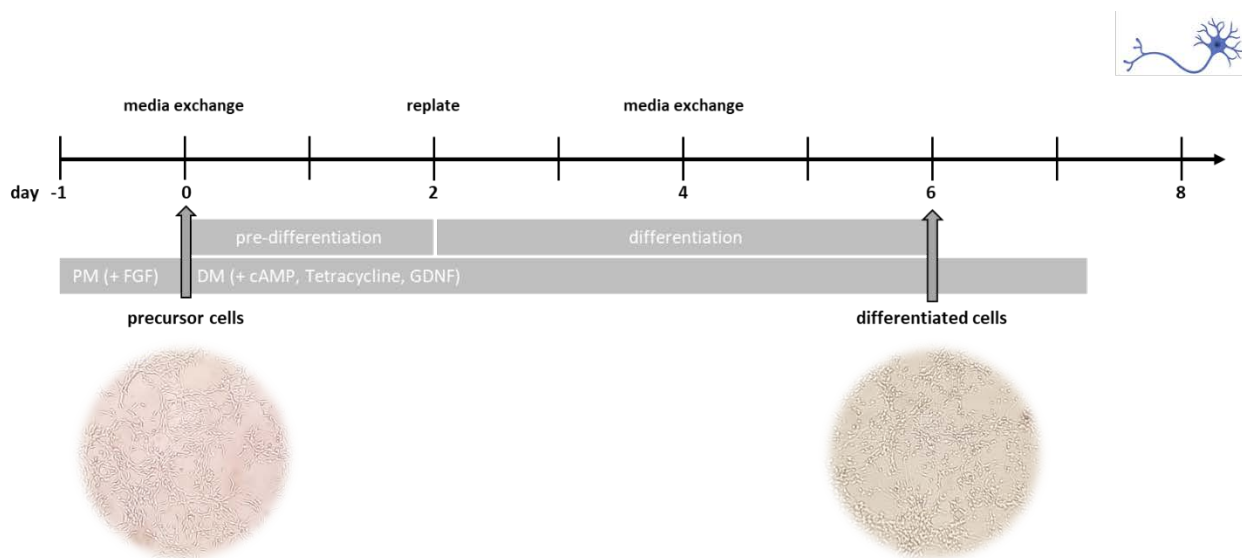 media exchange replate media exchange
day -1 0 2 4 6 8
pre-differentiation differentiation
PM (+ FGF) DM (+ cAMP, Tetracycline, GDNF)
precursor cells differentiated cells